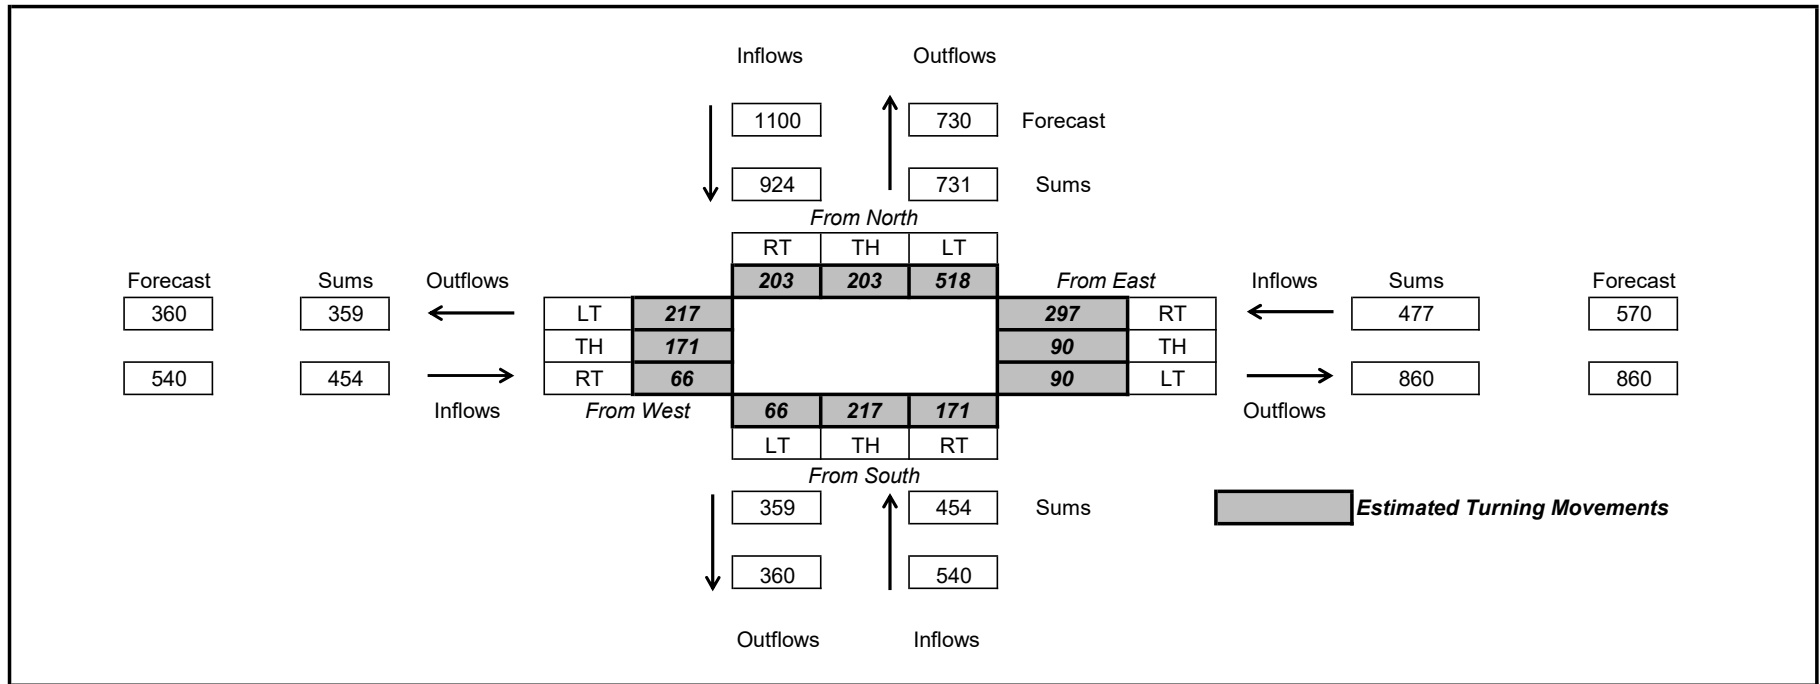 Inflows Outflows
1100 730 Forecast
924 731 Sums
From North
RT TH LT
Forecast Sums Outflows 203 203 518 From East Inflows Sums Forecast
360 359 LT 217 297 RT 477 570
TH 171 90 TH
540 454 RT 66 90 LT 860 860
Inflows From West 66 217 171 Outflows
LT TH RT
From South
359 454 Sums Estimated Turning Movements
360 540
Outflows Inflows